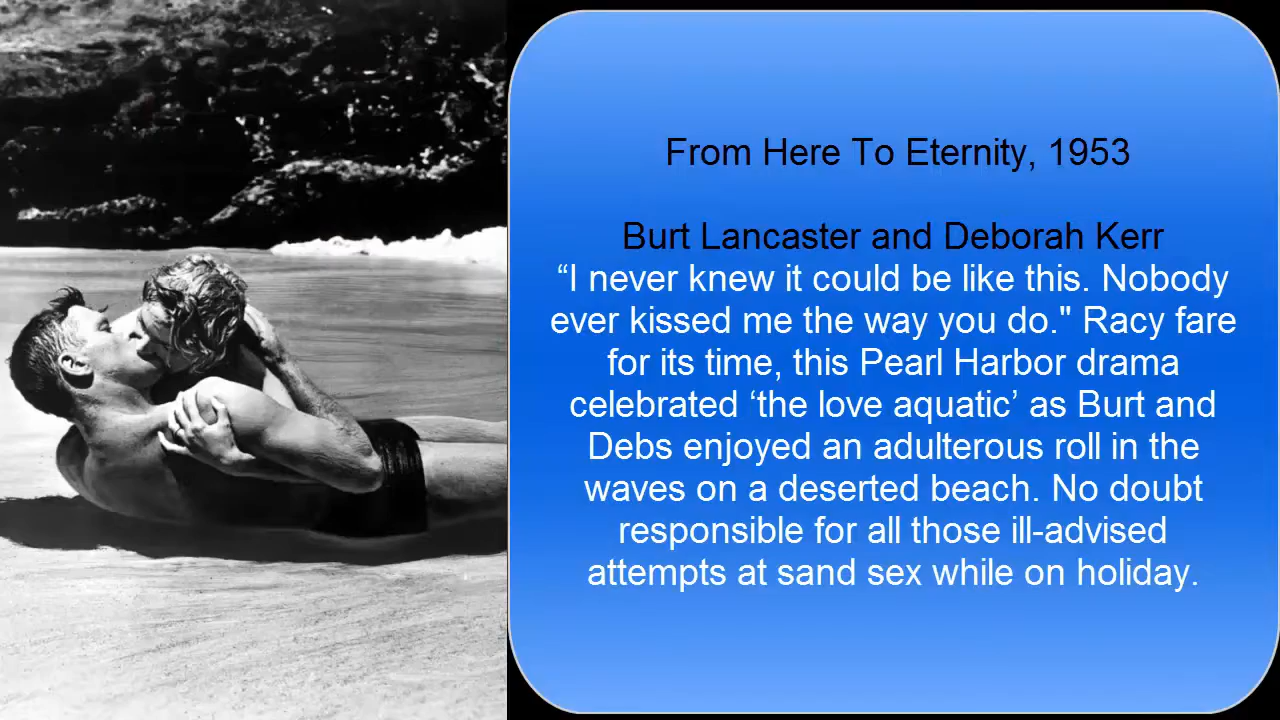 From Here To Eternity, 1953
Burt Lancaster and Deborah Kerr
“I never knew it could be like this. Nobody
ever kissed me the way you do." Racy fare
for its time, this Pearl Harbor drama
celebrated ‘the love aquatic’ as Burt and
Debs enjoyed an adulterous roll in the
waves on a deserted beach. No doubt
responsible for all those ill-advised
attempts at sand sex while on holiday.